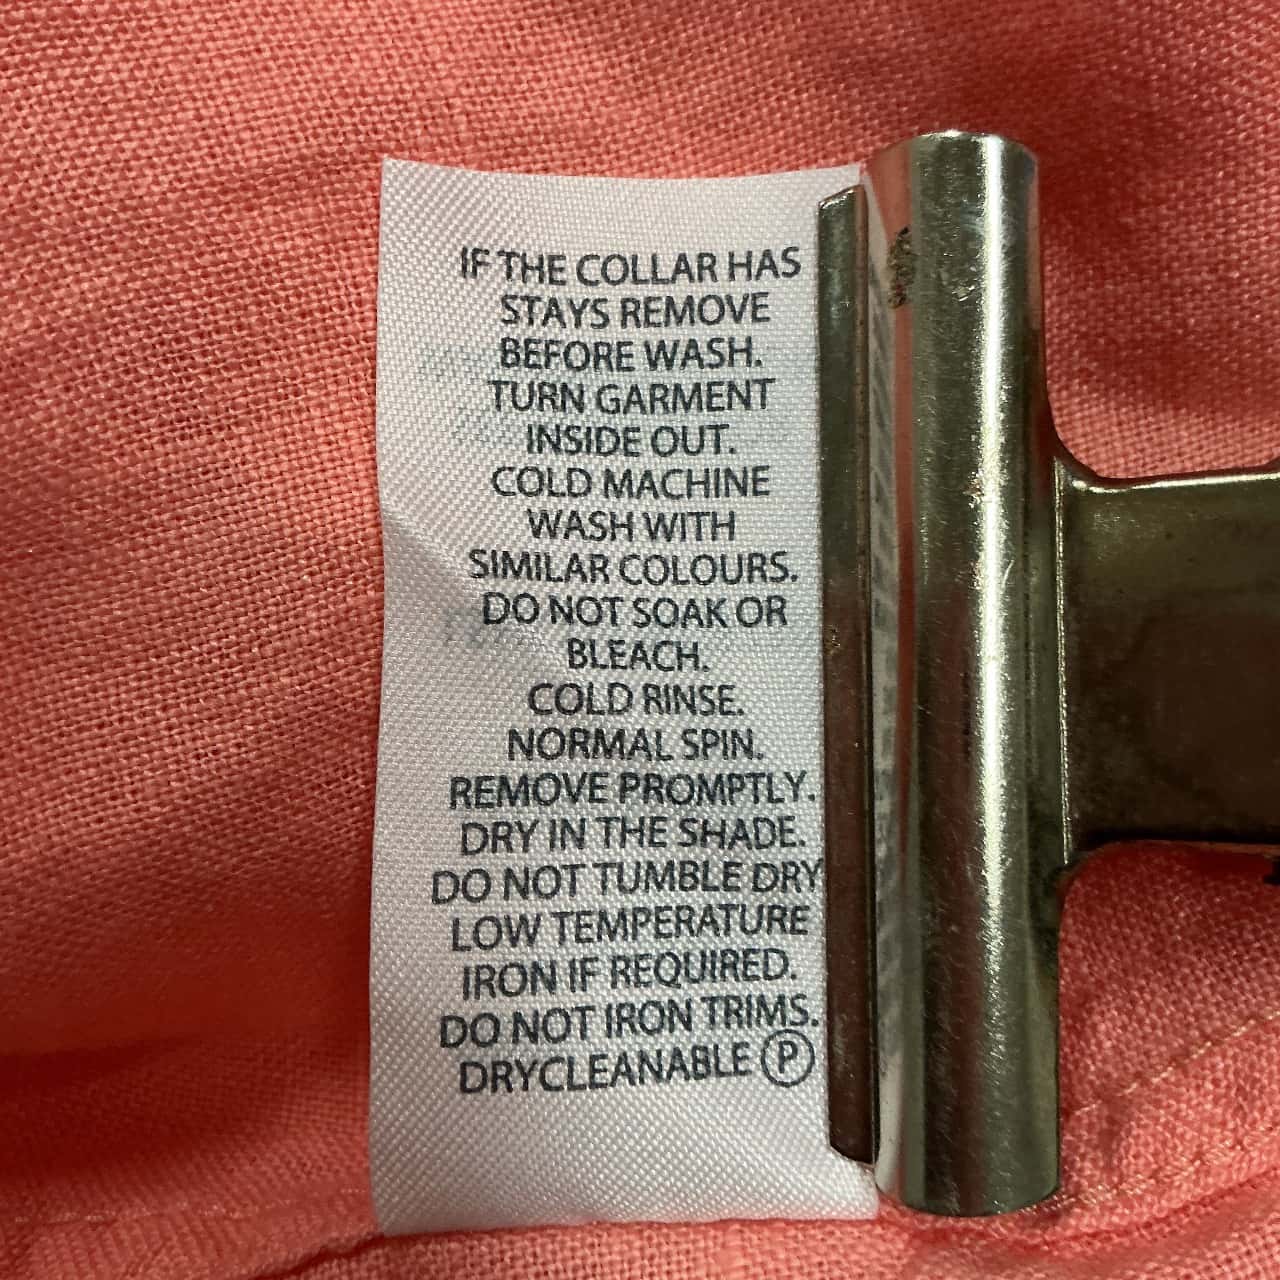 IF THE COLLAR HAS
STAYS REMOVE
BEFORE WASH.
TURN GARMENT
INSIDE OUT.
COLD MACHINE
WASH WITH
SIMILAR COLOURS.
DO NOT SOAK OR
BLEACH.
COLD RINSE.
NORMAL SPIN.
REMOVE PROMPTLY.
DRY IN THE SHADE.
DO NOT TUMBLE DRY
LOW TEMPERATURE
IRON IF REQUIRED.
DO NOT IRON TRIMS.
DRYCLEANABLE Ⓟ